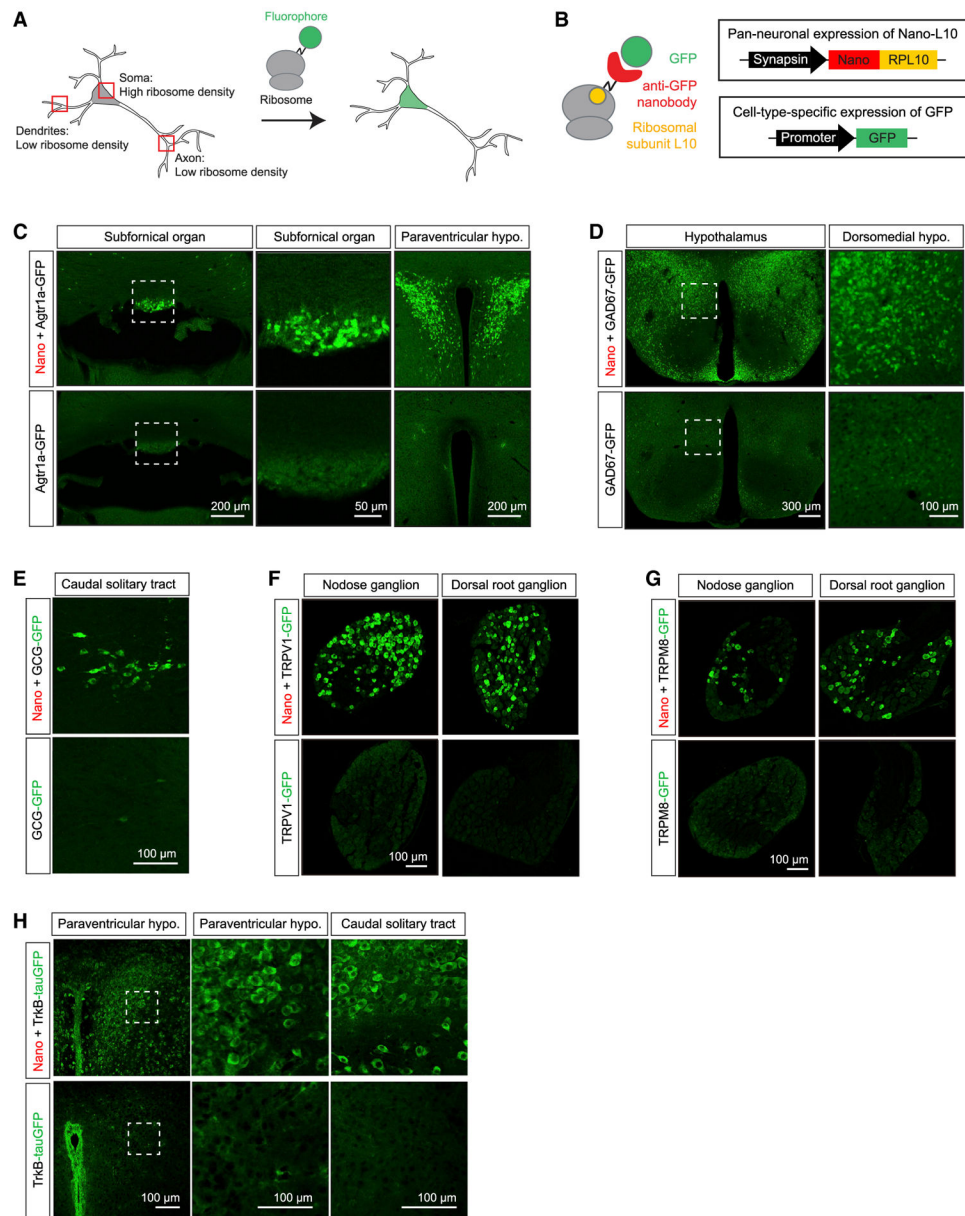 A
Fluorophore
Soma:
High ribosome density
Ribosome
Dendrites:
Low ribosome density
Axon:
Low ribosome density
B
GFP
anti-GFP
nanobody
Ribosomal
subunit L10
Pan-neuronal expression of Nano-L10
Synapsin
Nano
RPL10
Cell-type-specific expression of GFP
Promoter
GFP
C
Subfornical organ
Subfornical organ
Paraventricular hypo.
Nano + Agtr1a-GFP
Agtr1a-GFP
200 μm
50 μm
200 μm
D
Hypothalamus
Dorsomedial hypo.
Nano + GAD67-GFP
GAD67-GFP
300 μm
100 μm
E
Caudal solitary tract
Nano + GCG-GFP
GCG-GFP
100 μm
F
Nodose ganglion
Dorsal root ganglion
Nano + TRPV1-GFP
TRPV1-GFP
100 μm
G
Nodose ganglion
Dorsal root ganglion
Nano + TRPM8-GFP
TRPM8-GFP
100 μm
H
Paraventricular hypo.
Paraventricular hypo.
Caudal solitary tract
Nano + TrkB-tauGFP
TrkB-tauGFP
100 μm
100 μm
100 μm